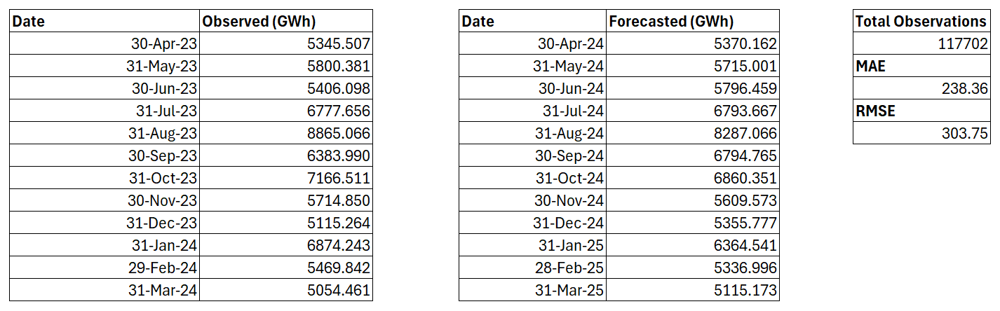 Date Observed (GWh)
30-Apr-23 5345.507
31-May-23 5800.381
30-Jun-23 5406.098
31-Jul-23 6777.656
31-Aug-23 8865.066
30-Sep-23 6383.990
31-Oct-23 7166.511
30-Nov-23 5714.850
31-Dec-23 5115.264
31-Jan-24 6874.243
29-Feb-24 5469.842
31-Mar-24 5054.461
Date Forecasted (GWh)
30-Apr-24 5370.162
31-May-24 5715.001
30-Jun-24 5796.459
31-Jul-24 6793.667
31-Aug-24 8287.066
30-Sep-24 6794.765
31-Oct-24 6860.351
30-Nov-24 5609.573
31-Dec-24 5355.777
31-Jan-25 6364.541
28-Feb-25 5336.996
31-Mar-25 5115.173
Total Observations
117702
MAE
238.36
RMSE
303.75